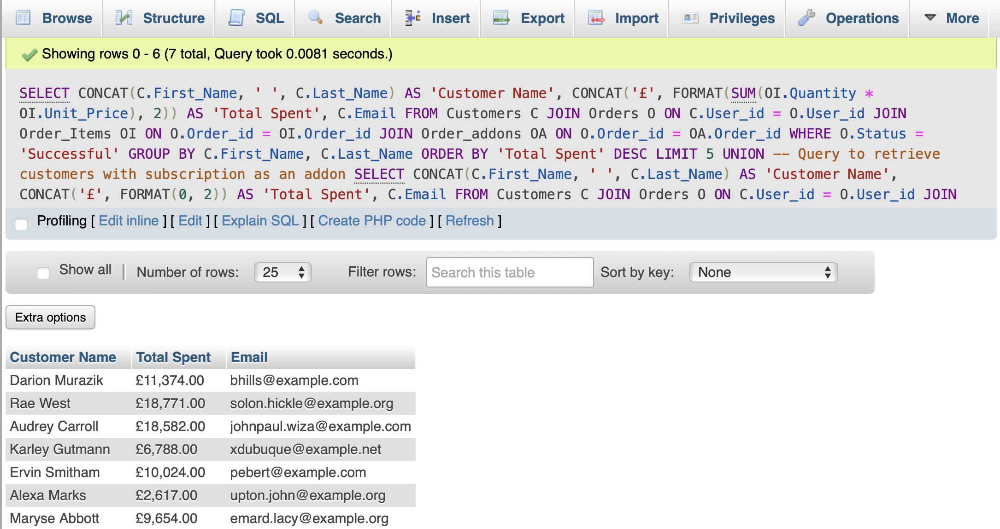 Browse Structure SQL Search Insert Export Import Privileges Operations More
Showing rows 0 - 6 (7 total, Query took 0.0081 seconds.)
SELECT CONCAT(C.First_Name, ' ', C.Last_Name) AS 'Customer Name', CONCAT('£', FORMAT(SUM(OI.Quantity *
OI.Unit_Price), 2)) AS 'Total Spent', C.Email FROM Customers C JOIN Orders O ON C.User_id = O.User_id JOIN
Order_Items OI ON O.Order_id = OI.Order_id JOIN Order_addons OA ON O.Order_id = OA.Order_id WHERE O.Status =
'Successful' GROUP BY C.First_Name, C.Last_Name ORDER BY 'Total Spent' DESC LIMIT 5 UNION -- Query to retrieve
customers with subscription as an addon SELECT CONCAT(C.First_Name, ' ', C.Last_Name) AS 'Customer Name',
CONCAT('£', FORMAT(0, 2)) AS 'Total Spent', C.Email FROM Customers C JOIN Orders O ON C.User_id = O.User_id JOIN
Profiling [ Edit inline ] [ Edit ] [ Explain SQL ] [ Create PHP code ] [ Refresh ]
Show all | Number of rows: 25 Filter rows: Search this table Sort by key: None
Extra options
Customer Name Total Spent Email
Darion Murazik £11,374.00 bhills@example.com
Rae West £18,771.00 solon.hickle@example.org
Audrey Carroll £18,582.00 johnpaul.wiza@example.com
Karley Gutmann £6,788.00 xdubuque@example.net
Ervin Smitham £10,024.00 pebert@example.com
Alexa Marks £2,617.00 upton.john@example.org
Maryse Abbott £9,654.00 emard.lacy@example.org